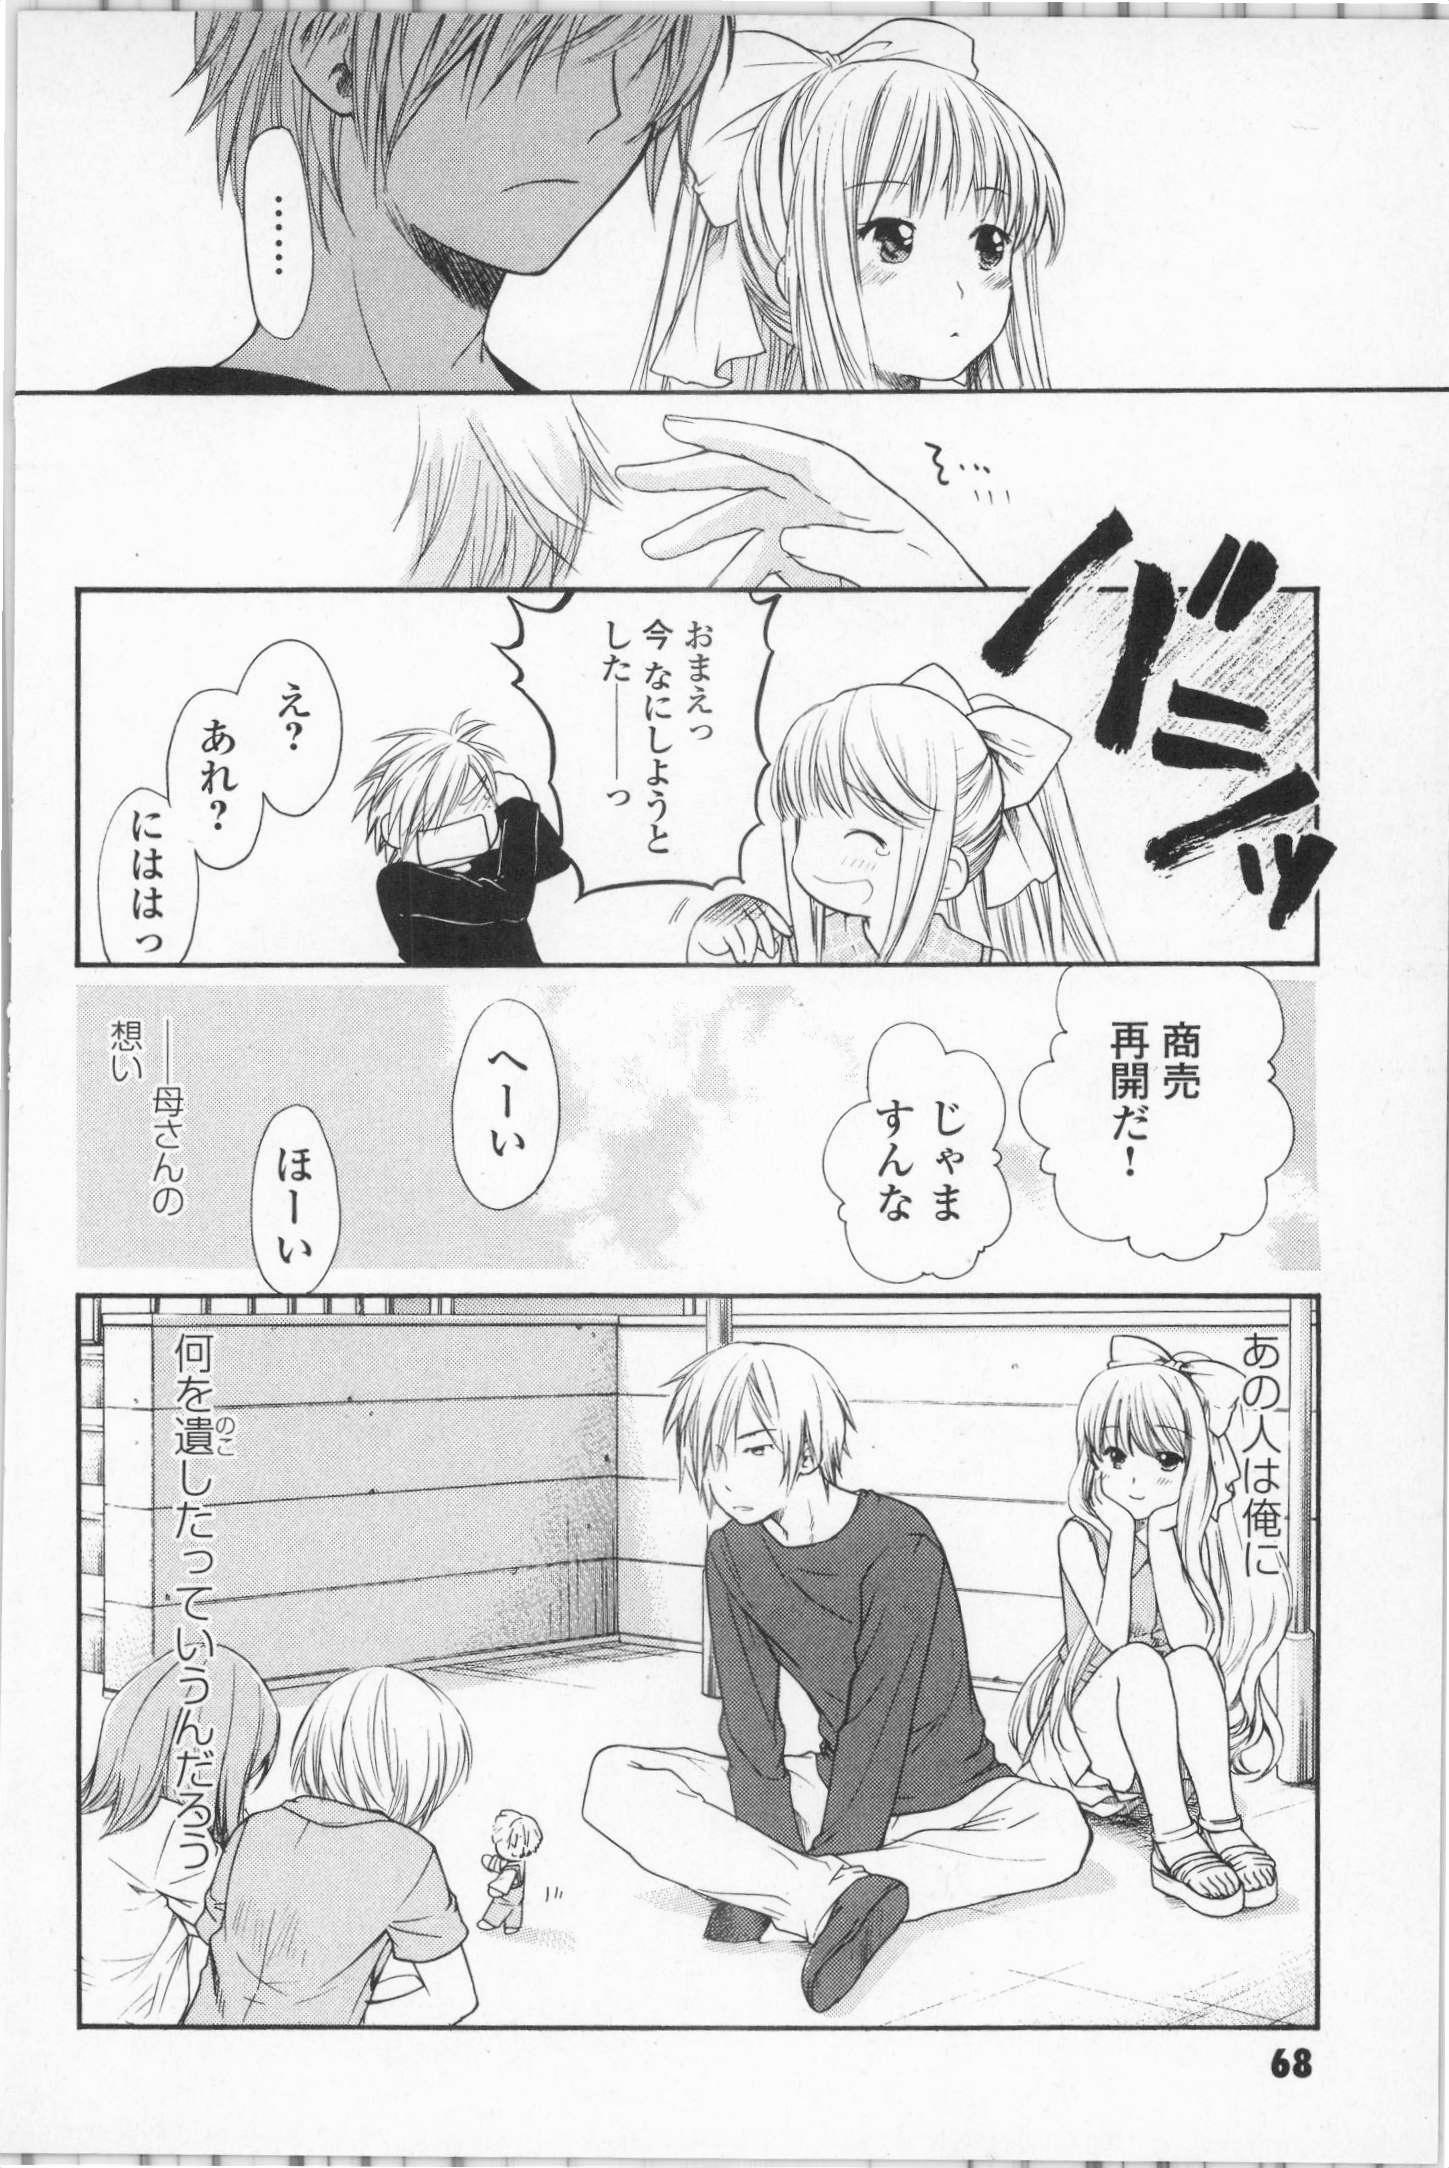 ‥‥‥
グニッ
おまえっ
今なにしようと
した――っ
え？
あれ？
にははっ
商売
再開だ！
じゃま
すんな
へーい
ほーい
――母さんの
想い
あの人は俺に
何を遺したっていうんだろう
のこ
68